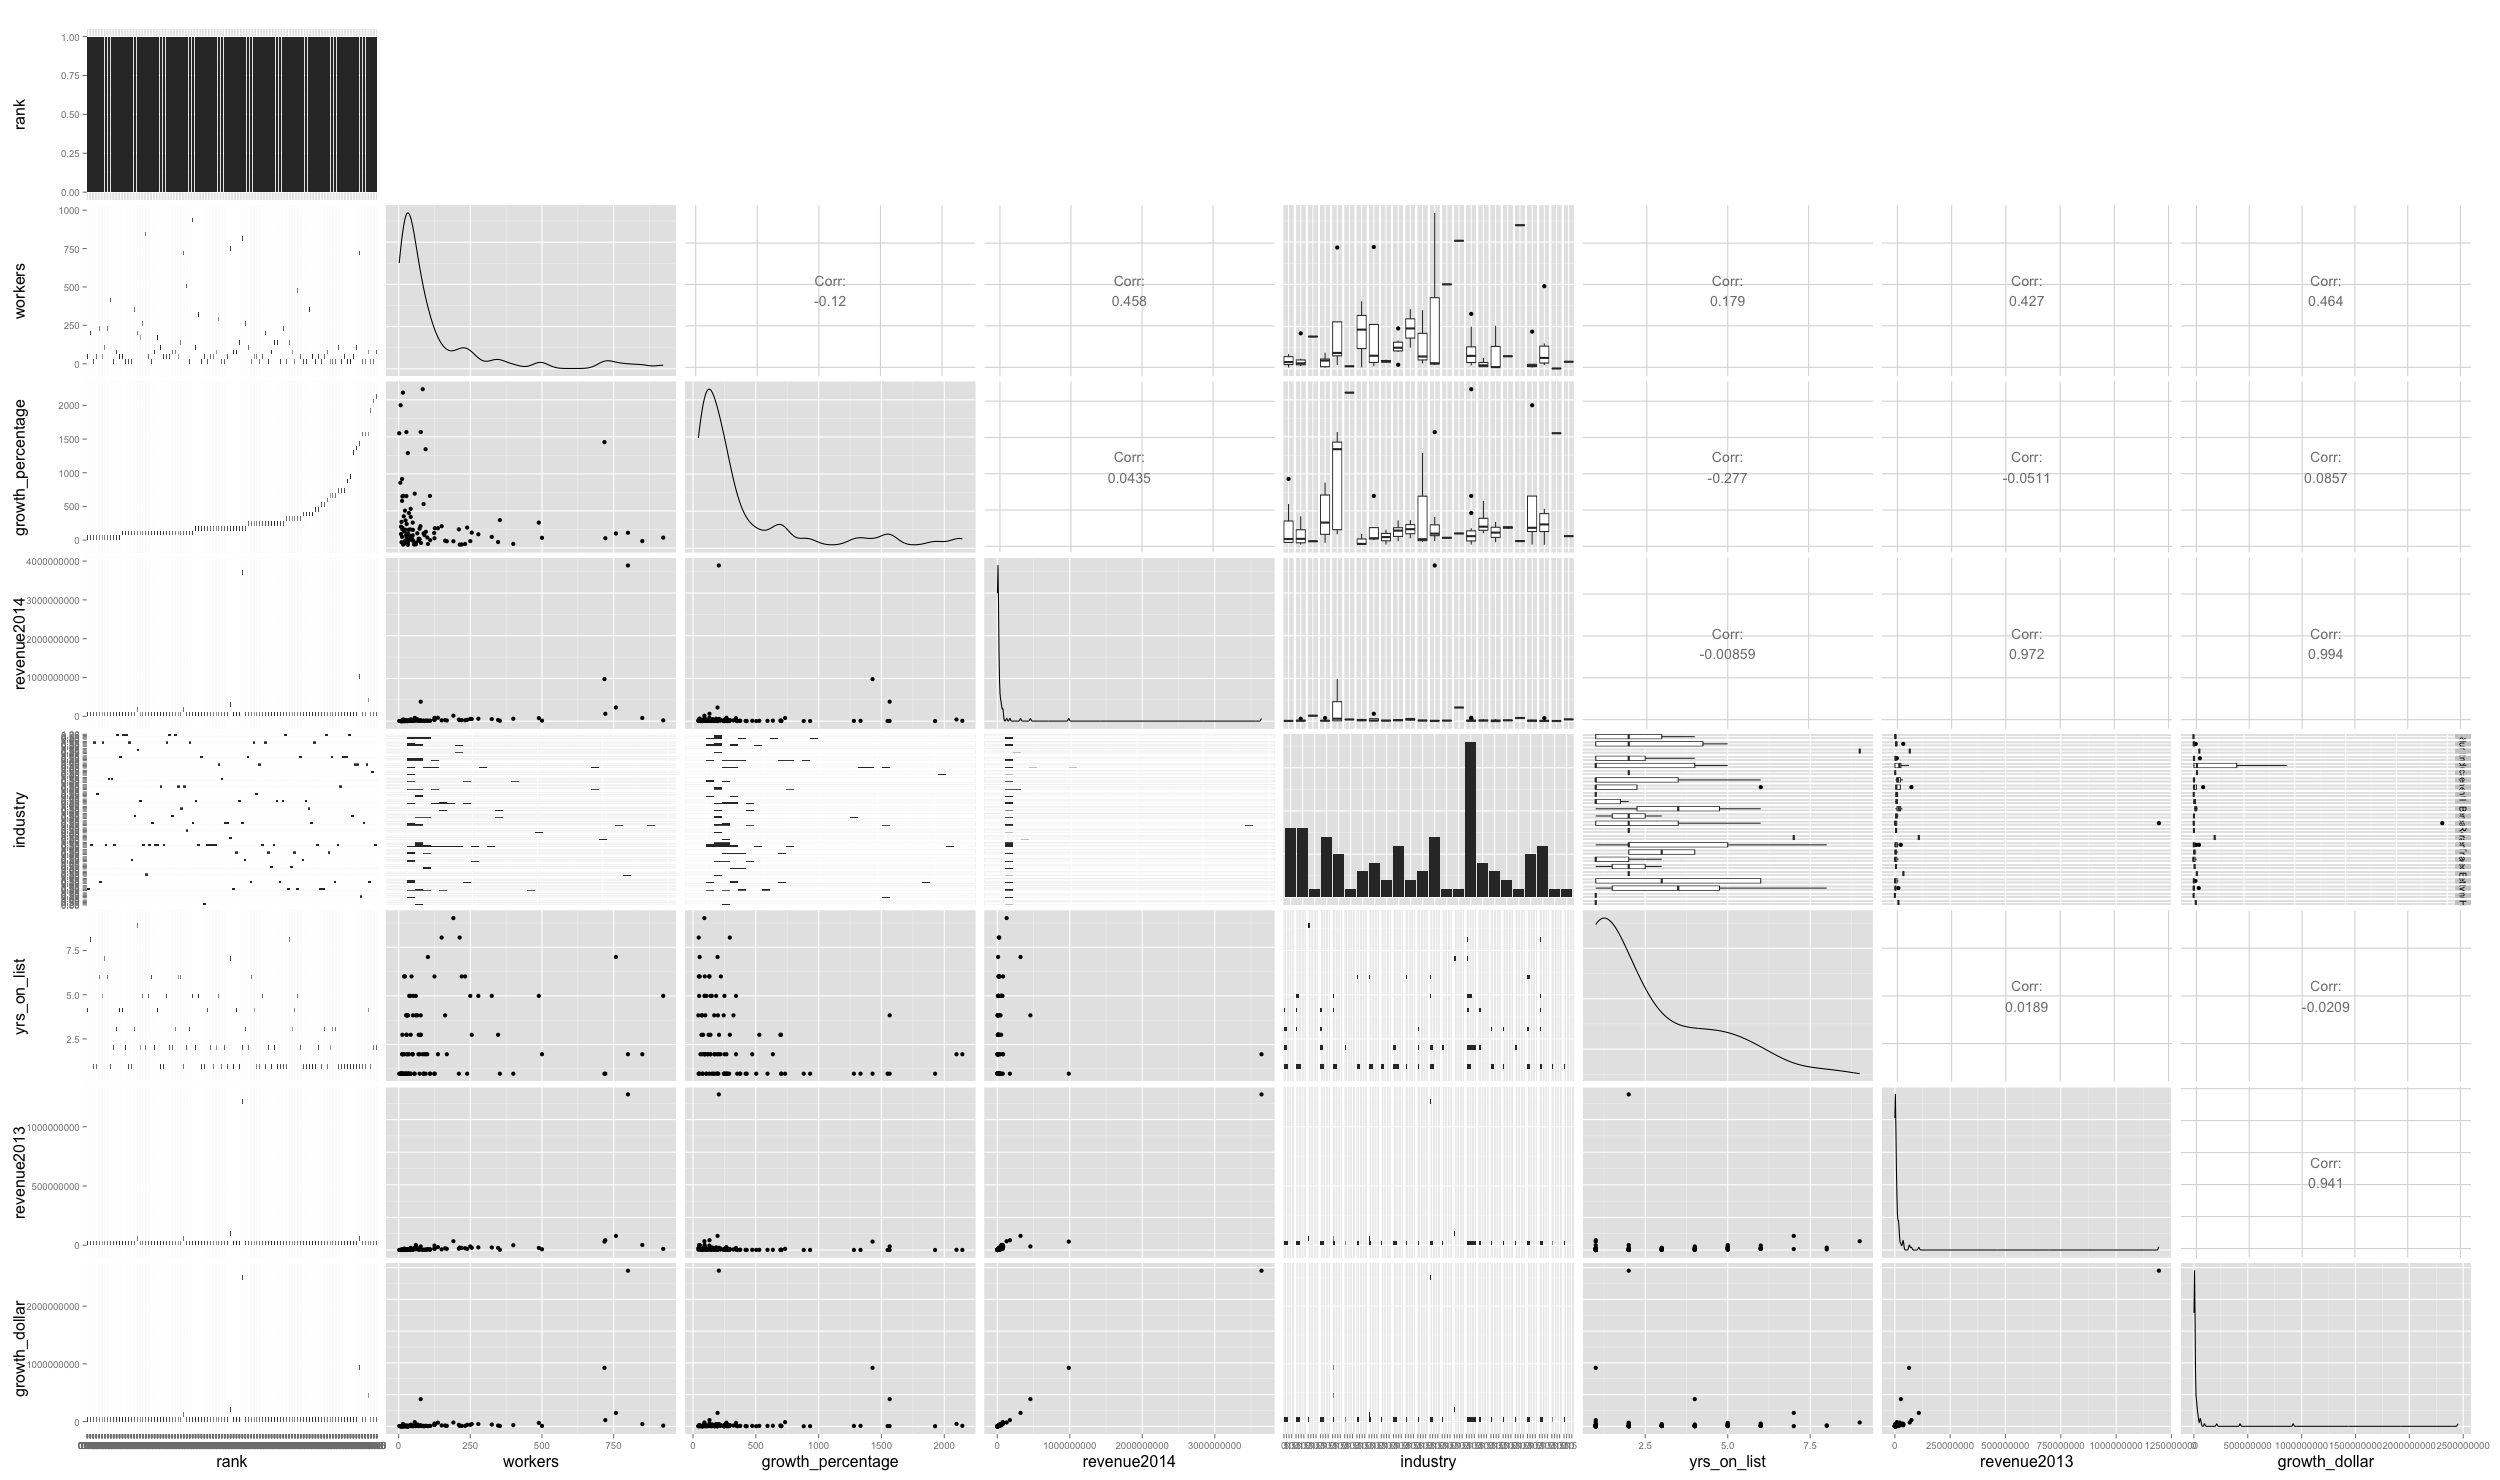 rank
1.00
0.75
0.50
0.25
0.00
workers
1000
750
500
250
0
Corr:
-0.12
Corr:
0.458
Corr:
0.179
Corr:
0.427
Corr:
0.464
growth_percentage
2000
1500
1000
500
0
Corr:
0.0435
Corr:
-0.277
Corr:
-0.0511
Corr:
0.0857
revenue2014
4000000000
3000000000
2000000000
1000000000
0
Corr:
-0.00859
Corr:
0.972
Corr:
0.994
industry
yrs_on_list
7.5
5.0
2.5
Corr:
0.0189
Corr:
-0.0209
revenue2013
1000000000
500000000
0
Corr:
0.941
growth_dollar
2000000000
1000000000
0
0 250 500 750
0 500 1000 1500 2000
0 1000000000 2000000000 3000000000
2.5 5.0 7.5
0 250000000 500000000 750000000 1000000000 1250000000
0 500000000 1000000000 1500000000 2000000000 2500000000
rank workers growth_percentage revenue2014 industry yrs_on_list revenue2013 growth_dollar